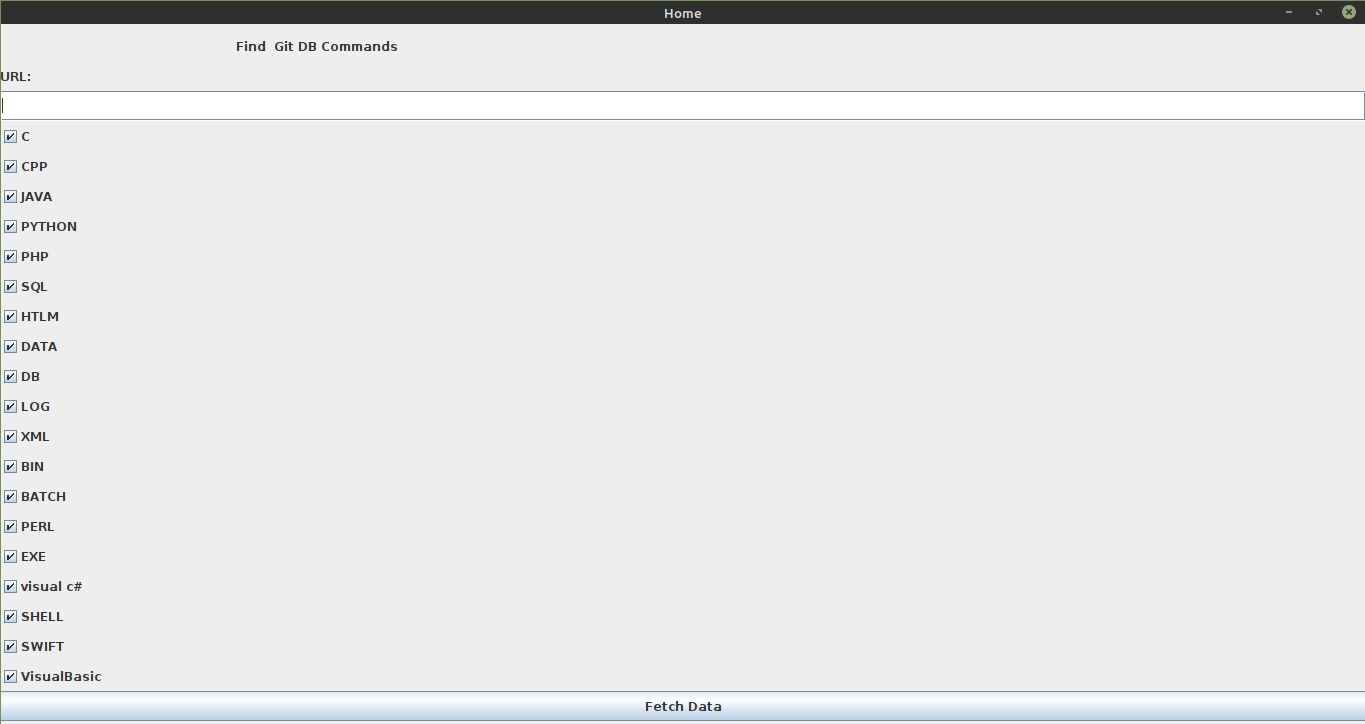 Home
Find  Git DB Commands
URL:
C
CPP
JAVA
PYTHON
PHP
SQL
HTLM
DATA
DB
LOG
XML
BIN
BATCH
PERL
EXE
visual c#
SHELL
SWIFT
VisualBasic
Fetch Data